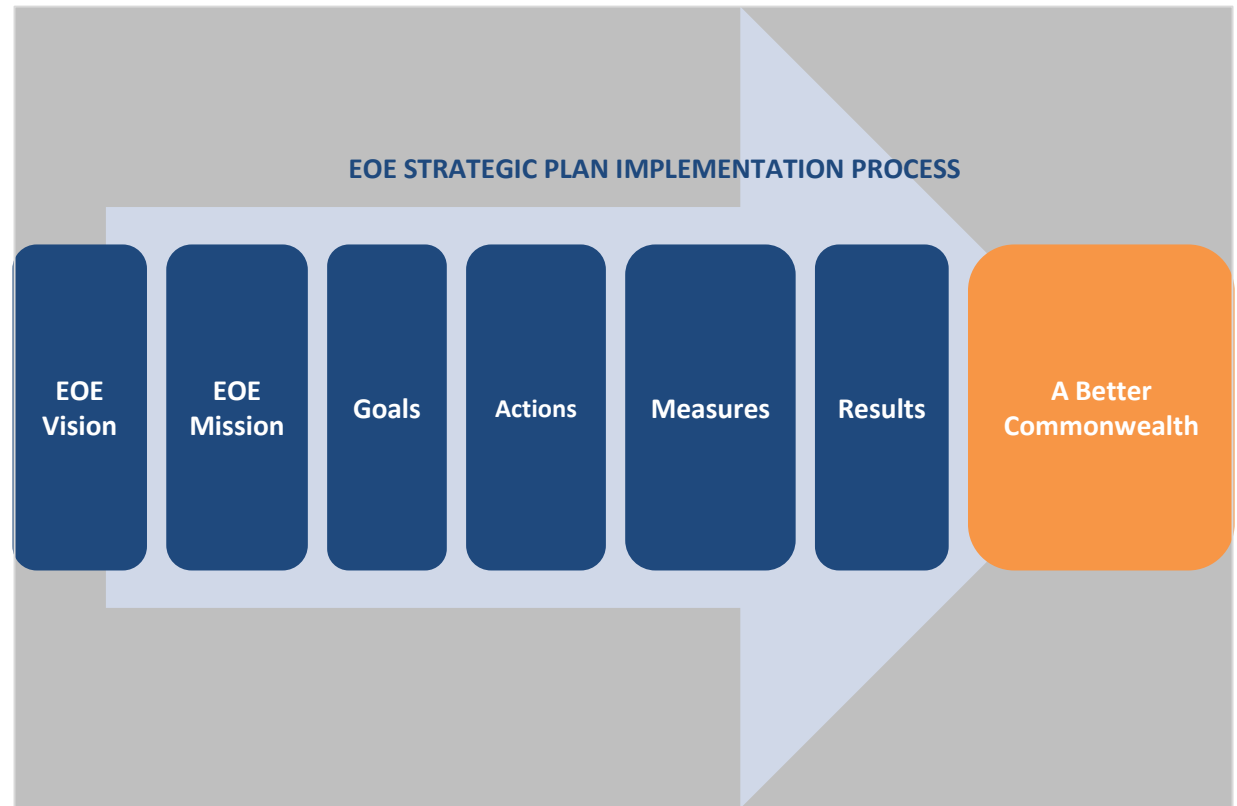 EOE STRATEGIC PLAN IMPLEMENTATION PROCESS
EOE
Vision
EOE
Mission
Goals
Actions
Measures
Results
A Better
Commonwealth